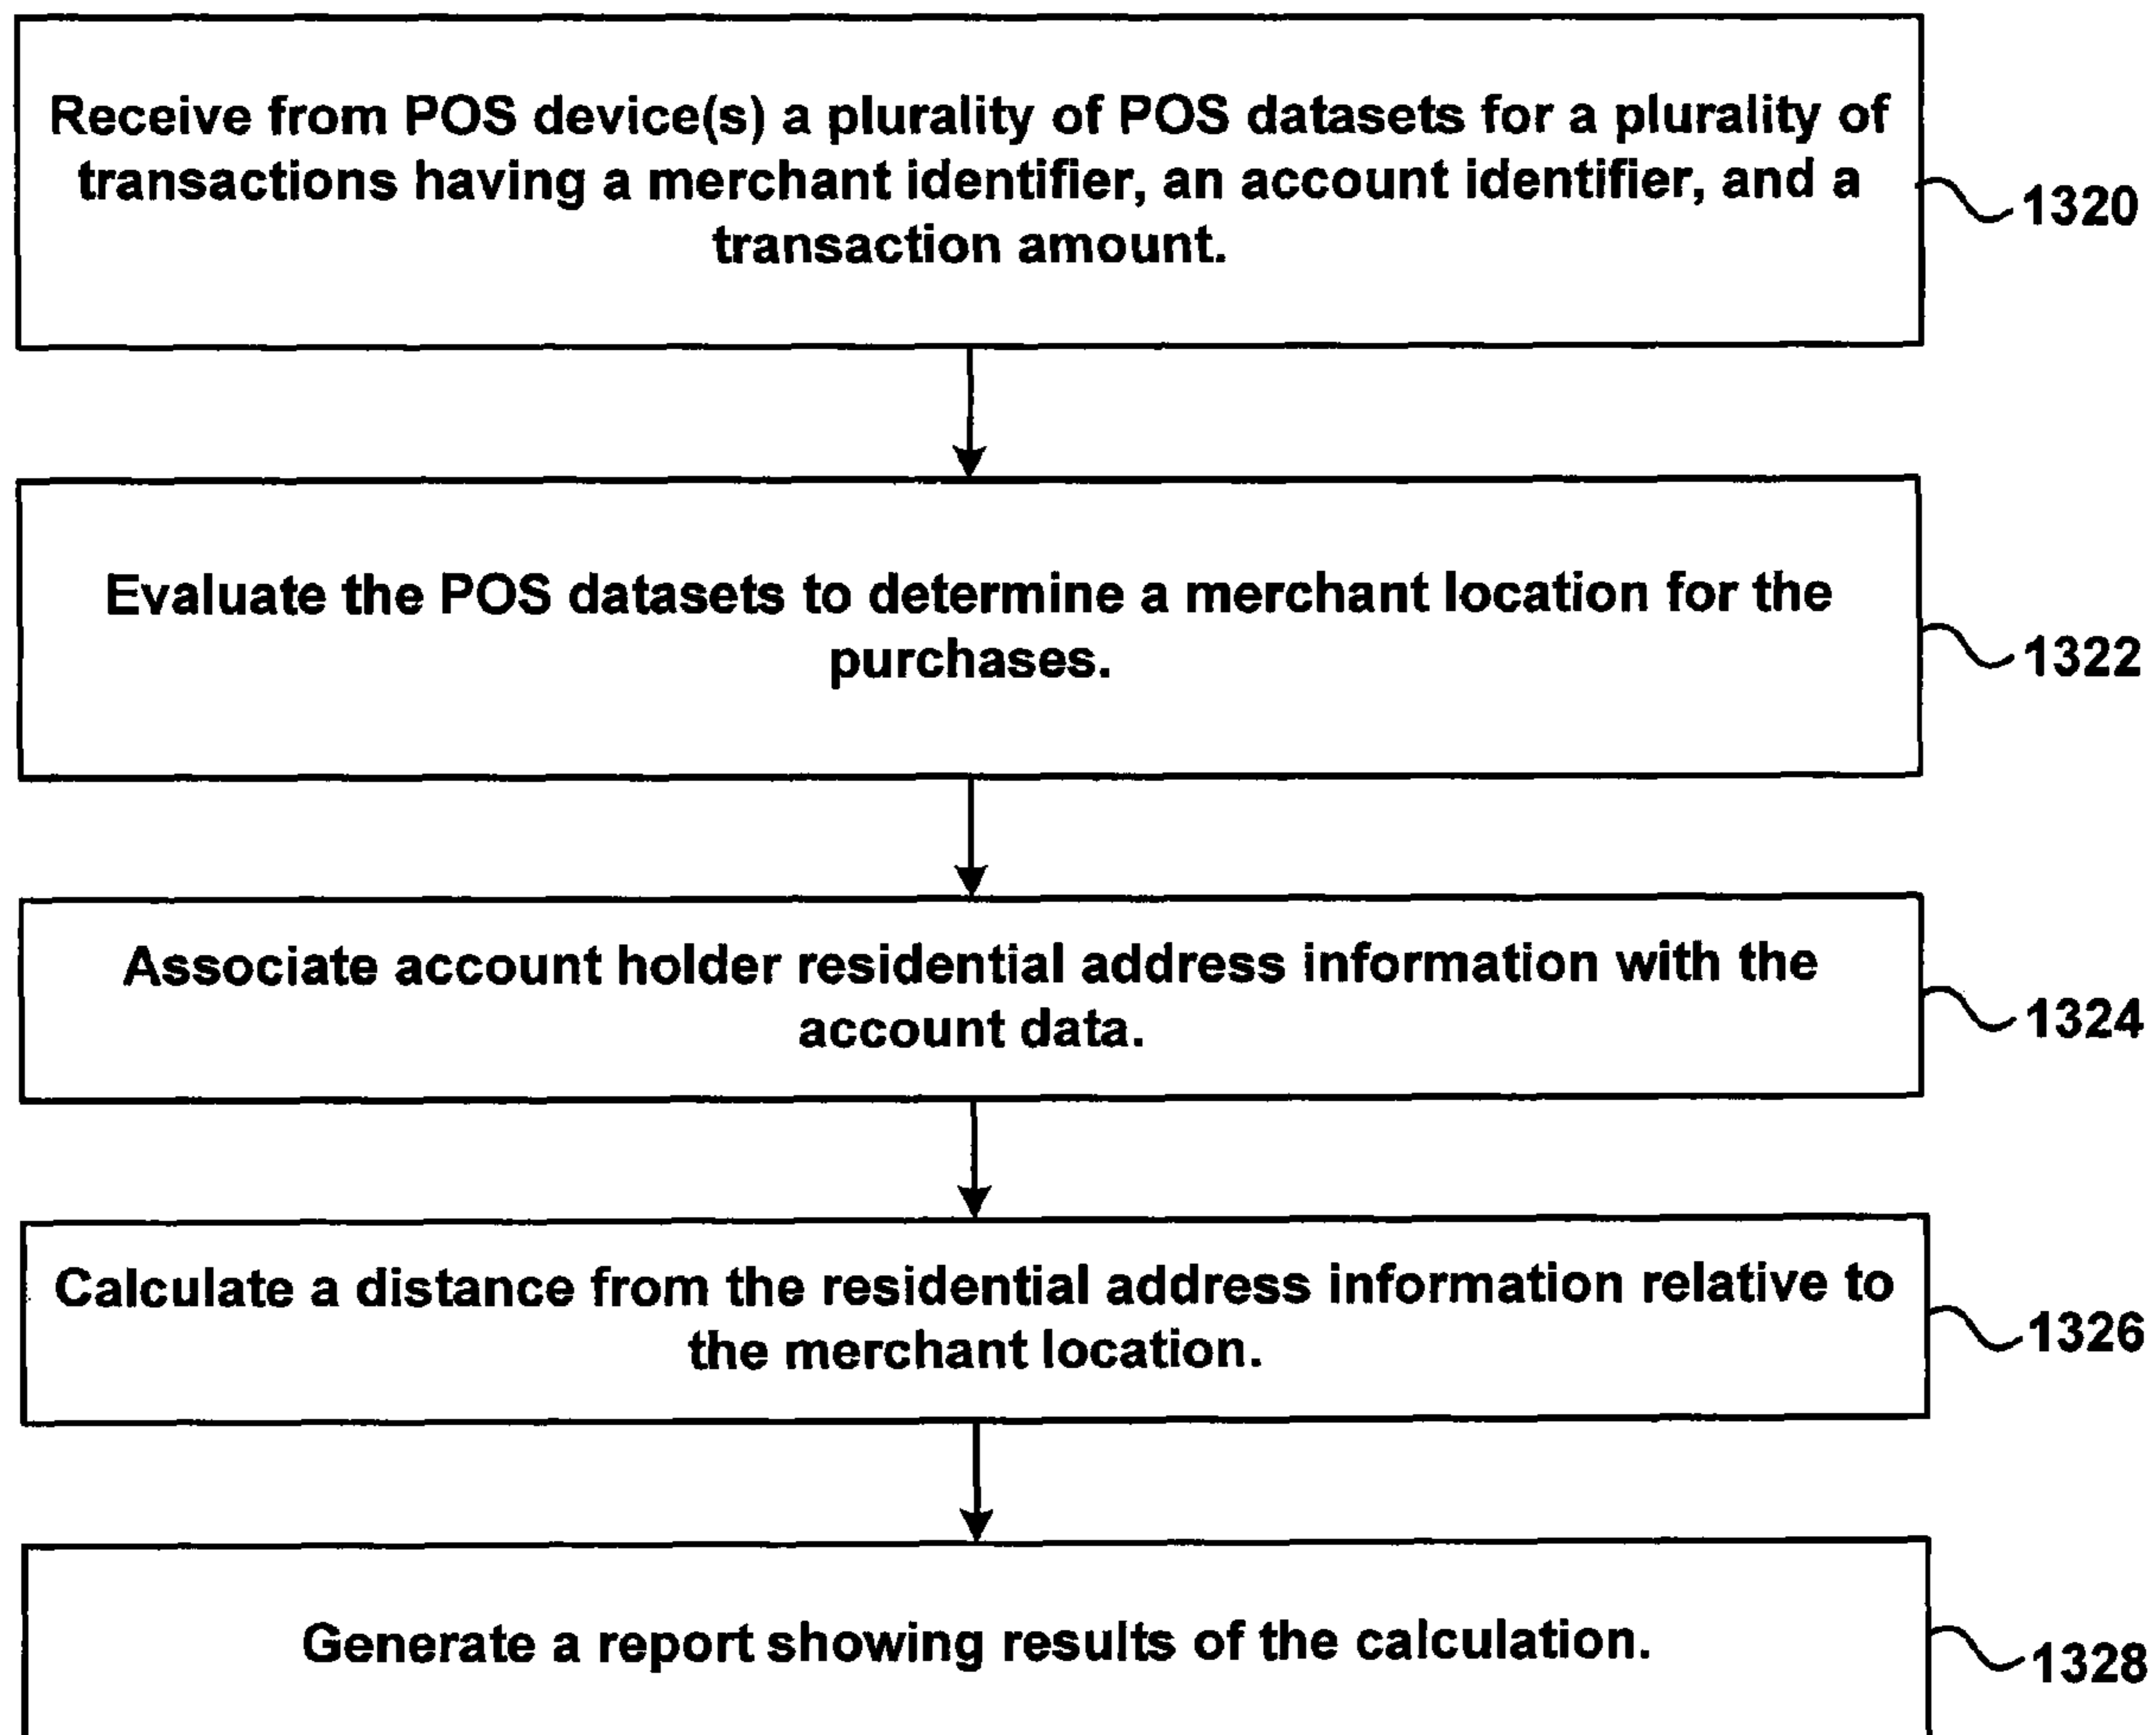 Receive from POS device(s) a plurality of POS datasets for a plurality of
transactions having a merchant identifier, an account identifier, and a
transaction amount.
1320
Evaluate the POS datasets to determine a merchant location for the
purchases.
1322
Associate account holder residential address information with the
account data.
1324
Calculate a distance from the residential address information relative to
the merchant location.
1326
Generate a report showing results of the calculation.
1328